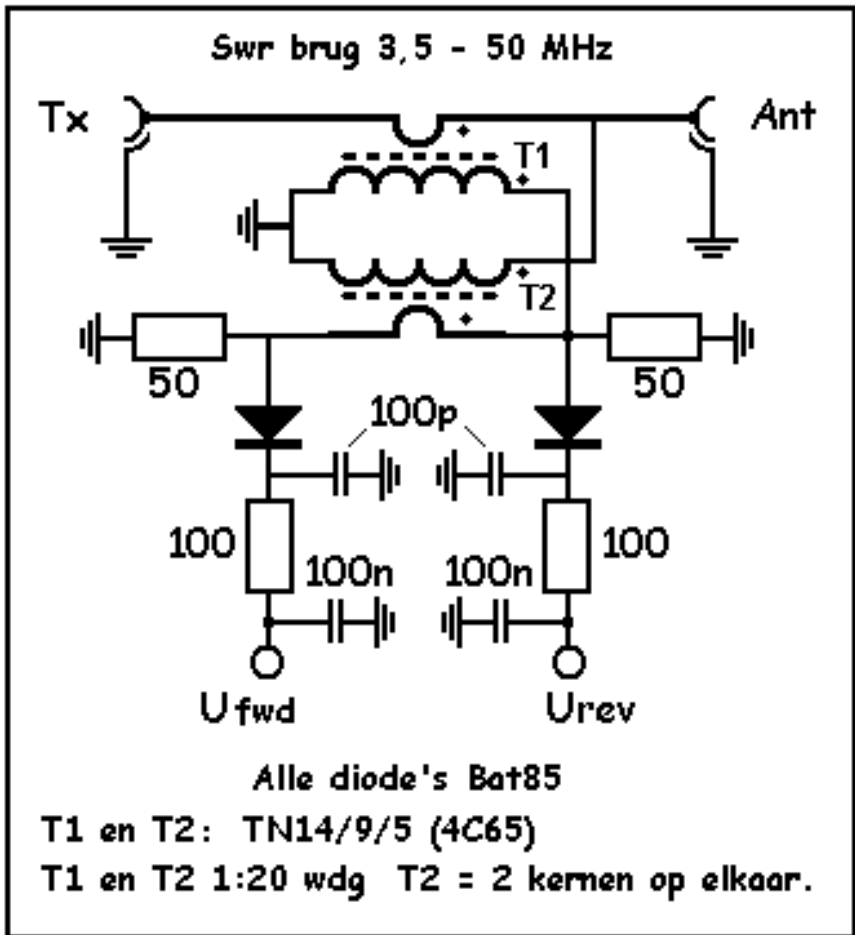 Swr brug 3,5 - 50 MHz
Tx
Ant
T1
T2
50
50
100p
100
100n
100n
100
Ufwd
Urev
Alle diode's Bat85
T1 en T2: TN14/9/5 (4C65)
T1 en T2 1:20 wdg T2 = 2 kernen op elkaar.